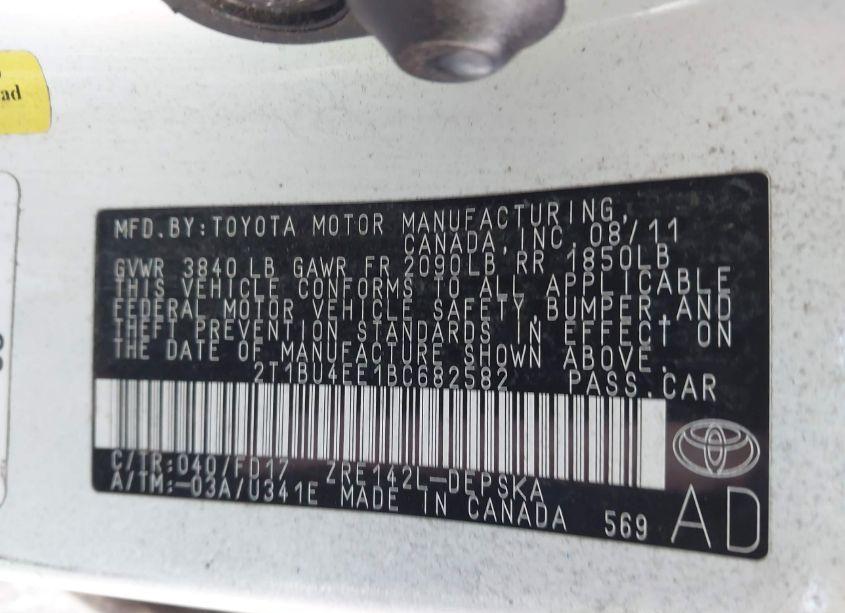 ad
MFD.BY:TOYOTA MOTOR MANUFACTURING,
CANADA, INC. 08/11
GVWR 3840 LB GAWR FR 2090LB RR 1850LB
THIS VEHICLE CONFORMS TO ALL APPLICABLE
FEDERAL MOTOR VEHICLE SAFETY, BUMPER, AND
THEFT PREVENTION STANDARDS IN EFFECT ON
THE DATE OF MANUFACTURE SHOWN ABOVE.
2T1BU4EE1BC682582 PASS.CAR
C/TR:040/FD17 ZRE142L-DEPSKA
A/TM:-03A/U341E MADE IN CANADA 569 AD